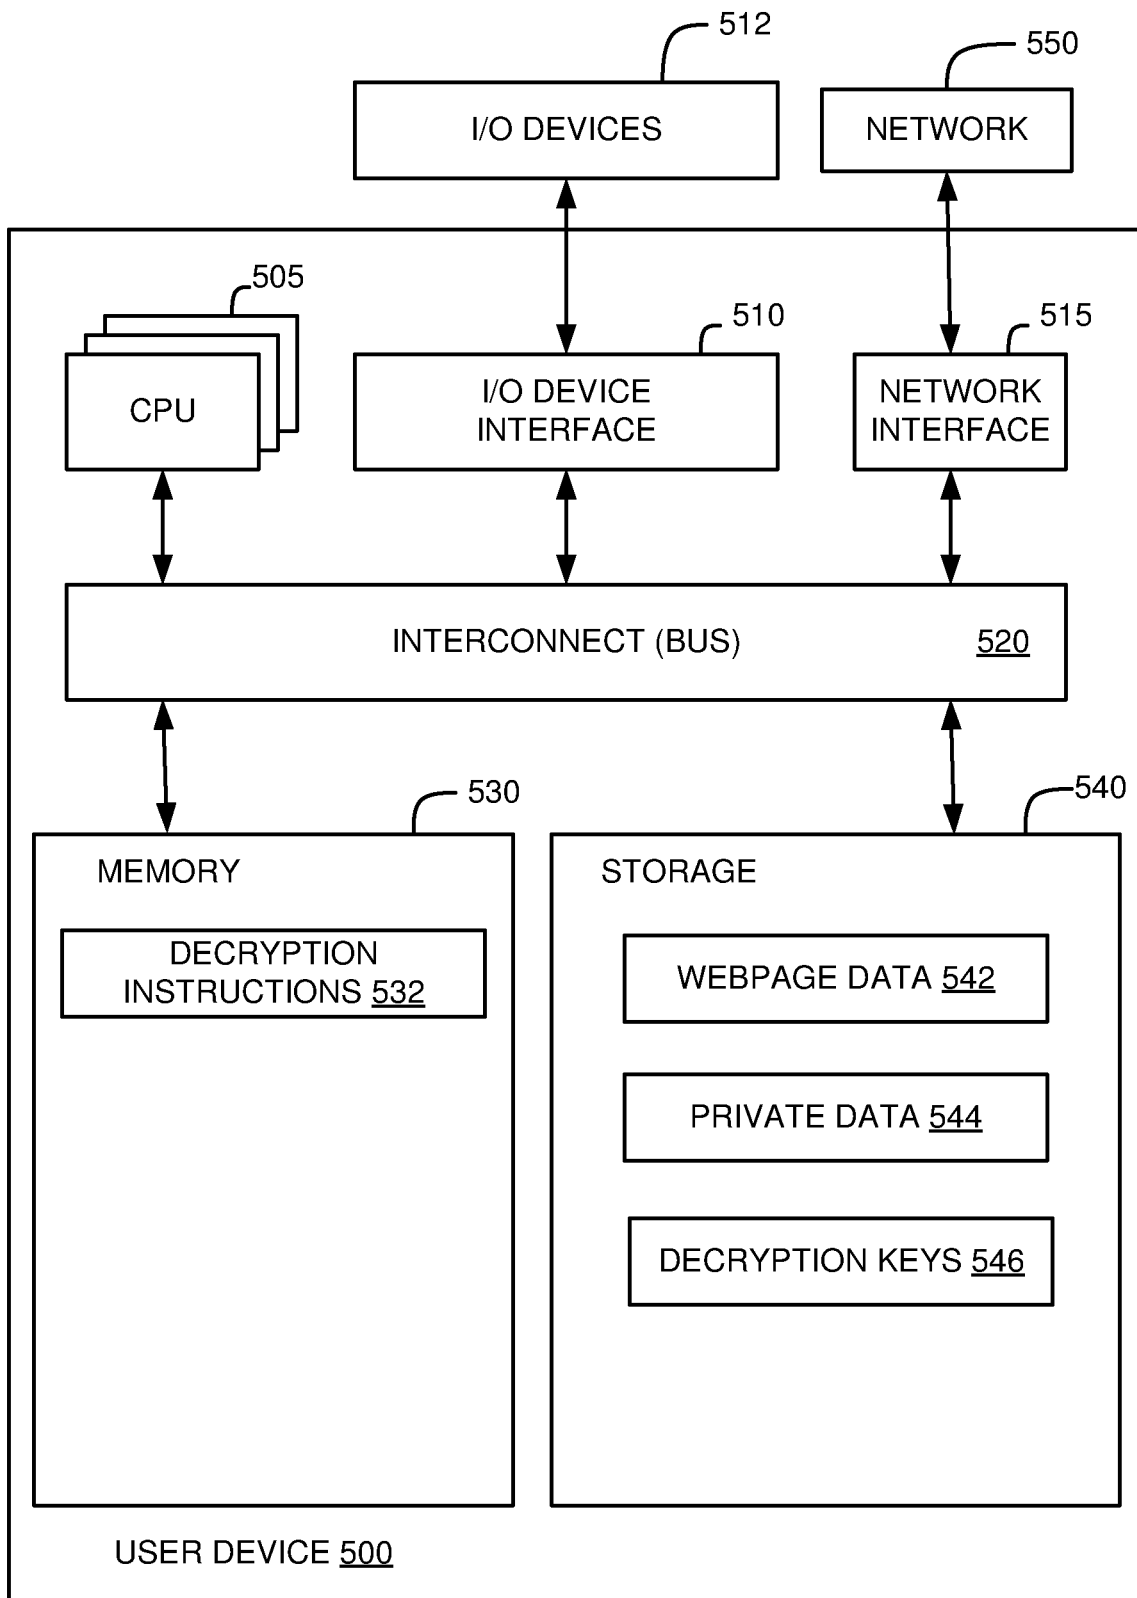 512
550
I/O DEVICES
NETWORK
505
510
515
CPU
I/O DEVICE
INTERFACE
NETWORK
INTERFACE
INTERCONNECT (BUS) 520
530
540
MEMORY
STORAGE
DECRYPTION
INSTRUCTIONS 532
WEBPAGE DATA 542
PRIVATE DATA 544
DECRYPTION KEYS 546
USER DEVICE 500